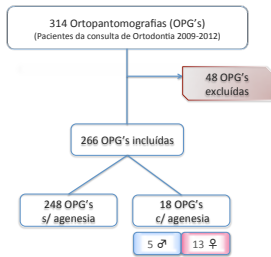 314 Ortopantomografias (OPG's)
(Pacientes da consulta de Ortodontia 2009-2012)
48 OPG's
excluídas
266 OPG's incluídas
248 OPG's
s/ agenesia
18 OPG's
c/ agenesia
5 ♂
13 ♀